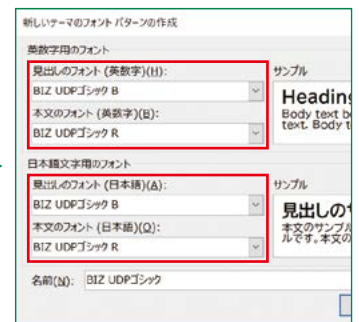 新しいテーマのフォント パターンの作成
英数字用のフォント
見出しのフォント (英数字)(H):
BIZ UDPゴシック B
本文のフォント (英数字)(B):
BIZ UDPゴシック R
サンプル
Heading
Body text b
text. Body t
日本語文字用のフォント
見出しのフォント (日本語)(A):
BIZ UDPゴシック B
本文のフォント (日本語)(O):
BIZ UDPゴシック R
サンプル
見出しの
本文のサンプル
ルです。本文の
名前(N): BIZ UDPゴシック